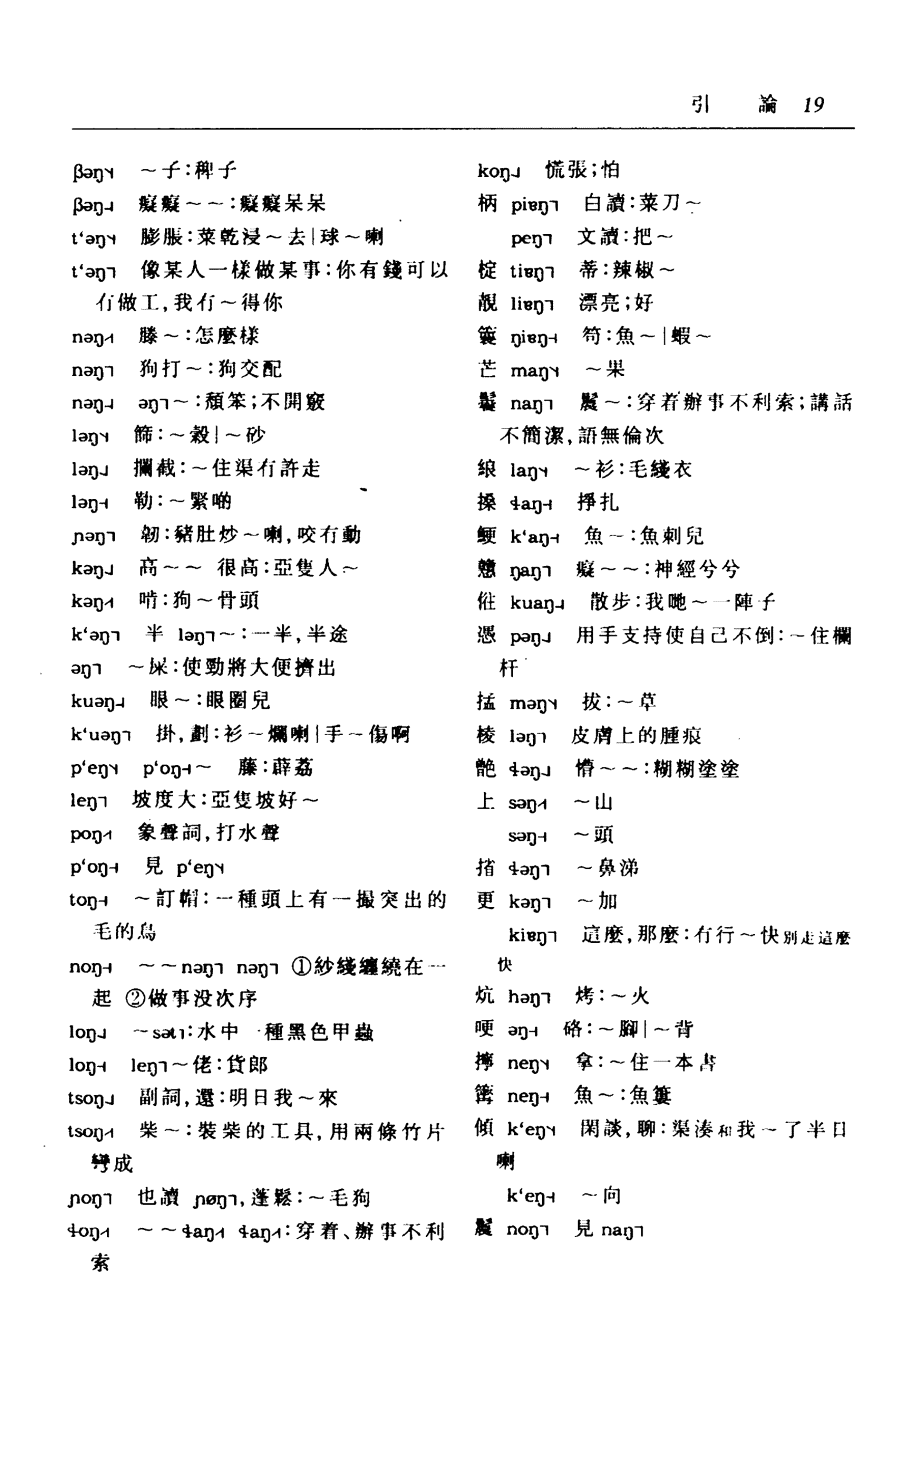 引 論 19
βəŋ˦ ～子:稗子
βəŋ˨ 癡癡～～:癡癡呆呆
t‘əŋ˦ 膨脹:菜乾浸～去|球～喇
t‘əŋ˥ 像某人一樣做某事:你有錢可以
冇做工,我冇～得你
nəŋ 滕～:怎麼樣
nəŋ˥ 狗打～:狗交配
nəŋ əŋ˥～:頹笨;不開竅
ləŋ 篩:～穀|～砂
ləŋ˩ 攔截:～住渠冇許走
ləŋ 勒:～緊啲
ɲəŋ˥ 韌:豬肚炒～喇,咬冇動
kəŋ˩ 高～～ 很高:亞隻人～
kəŋ 啃:狗～骨頭
k‘əŋ˥ 半 ləŋ˥～:一半,半途
əŋ˥ ～屎:使勁將大便擠出
kuəŋ 眼～:眼圈兒
k‘uəŋ˥ 掛,劃:衫～爛喇|手～傷啊
p‘eŋ p‘oŋ～ 藤:薜荔
leŋ˥ 坡度大:亞隻坡好～
poŋ 象聲詞,打水聲
p‘oŋ 見 p‘eŋ
toŋ ～訂帽:一種頭上有一撮突出的
毛的鳥
noŋ ～～nəŋ˥ nəŋ˥ ①紗綫纏繞在一
起 ②做事没次序
loŋ˩ ～sət˥:水中一種黑色甲蟲
loŋ leŋ˥～佬:貨郎
tsoŋ˩ 副詞,還:明日我～來
tsoŋ 柴～:裝柴的工具,用兩條竹片
彎成
ɲoŋ˥ 也讀 ɲøŋ˥,蓬鬆:～毛狗
ɬoŋ ～～ɬaŋ ɬaŋ:穿着、辦事不利
索
koŋ˩ 慌張;怕
柄 piɐŋ˥ 白讀:菜刀～
peŋ˥ 文讀:把～
椗 tiɐŋ˥ 蒂:辣椒～
靚 liɐŋ˥ 漂亮;好
ŋiɐŋ 笱:魚～|蝦～
芒 maŋ ～果
naŋ˥ ～:穿着辦事不利索;講話
不簡潔,語無倫次
䋶 laŋ ～衫:毛綫衣
搡 ɬaŋ 掙扎
鯁 k‘aŋ 魚～:魚刺兒
戇 ŋaŋ˥ 癡～～:神經兮兮
俇 kuaŋ 散步:我哋～一陣子
憑 pəŋ˩ 用手支持使自己不倒:～住欄
杆
掹 məŋ 拔:～草
棱 ləŋ˥ 皮膚上的腫痕
ɬəŋ˩ 懵～～:糊糊塗塗
上 səŋ ～山
səŋ ～頭
㨘 ɬəŋ˥ ～鼻涕
更 kəŋ˥ ～加
kiɐŋ˥ 這麼,那麼:冇行～快別走這麼
快
炕 həŋ˥ 烤:～火
哽 əŋ 硌:～腳|～背
擰 neŋ 拿:～住一本書
neŋ 魚～:魚簍
傾 k‘eŋ 閑談,聊:渠湊和我～了半日
喇
k‘eŋ ～向
noŋ˥ 見 naŋ˥